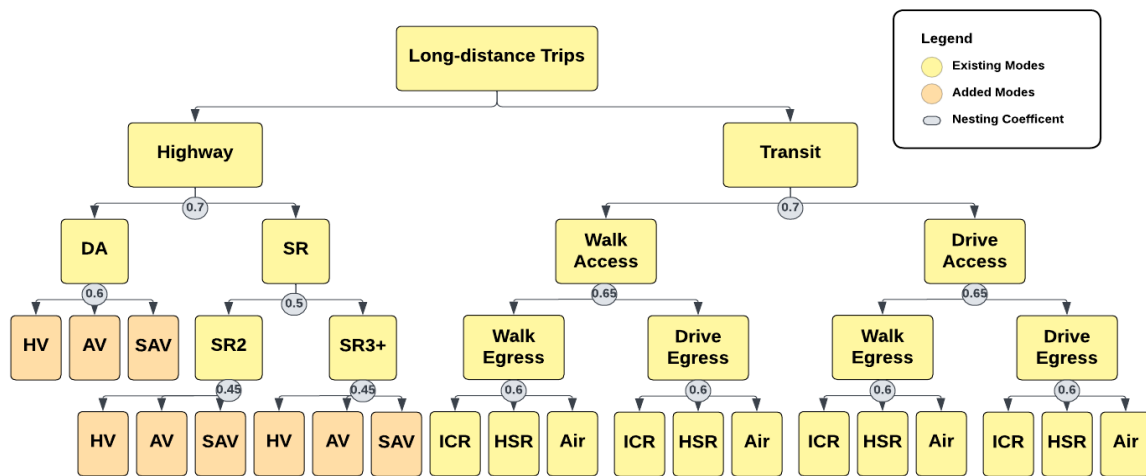 Long-distance Trips
Legend
Existing Modes
Added Modes
Nesting Coefficent
Highway
Transit
0.7
0.7
DA
SR
Walk
Access
Drive
Access
0.6
0.5
0.65
0.65
HV
AV
SAV
SR2
SR3+
Walk
Egress
Drive
Egress
Walk
Egress
Drive
Egress
0.45
0.45
0.6
0.6
0.6
0.6
HV
AV
SAV
HV
AV
SAV
ICR
HSR
Air
ICR
HSR
Air
ICR
HSR
Air
ICR
HSR
Air